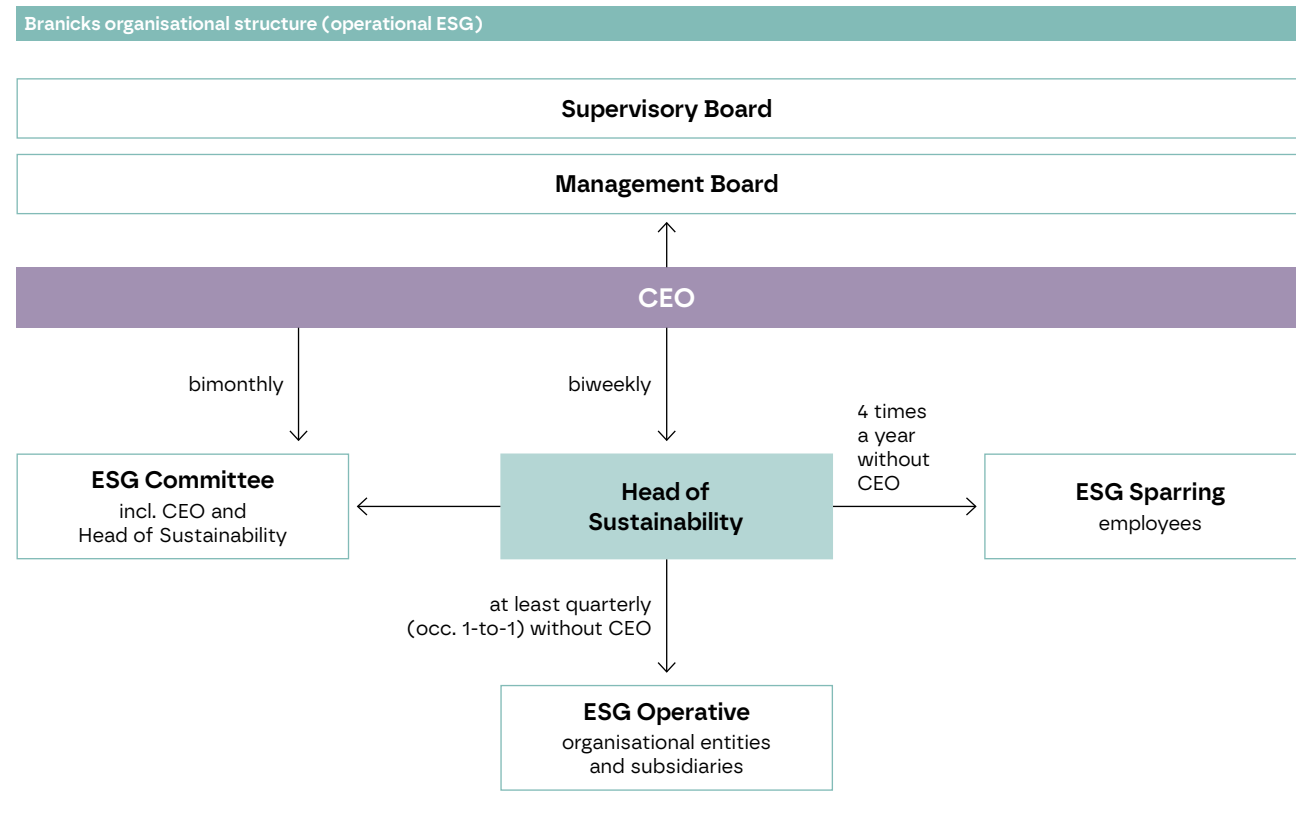 Branicks organisational structure (operational ESG)
Supervisory Board
Management Board
CEO
bimonthly
biweekly
4 times
a year
without
CEO
ESG Committee
incl. CEO and
Head of Sustainability
Head of
Sustainability
ESG Sparring
employees
at least quarterly
(occ. 1-to-1) without CEO
ESG Operative
organisational entities
and subsidiaries